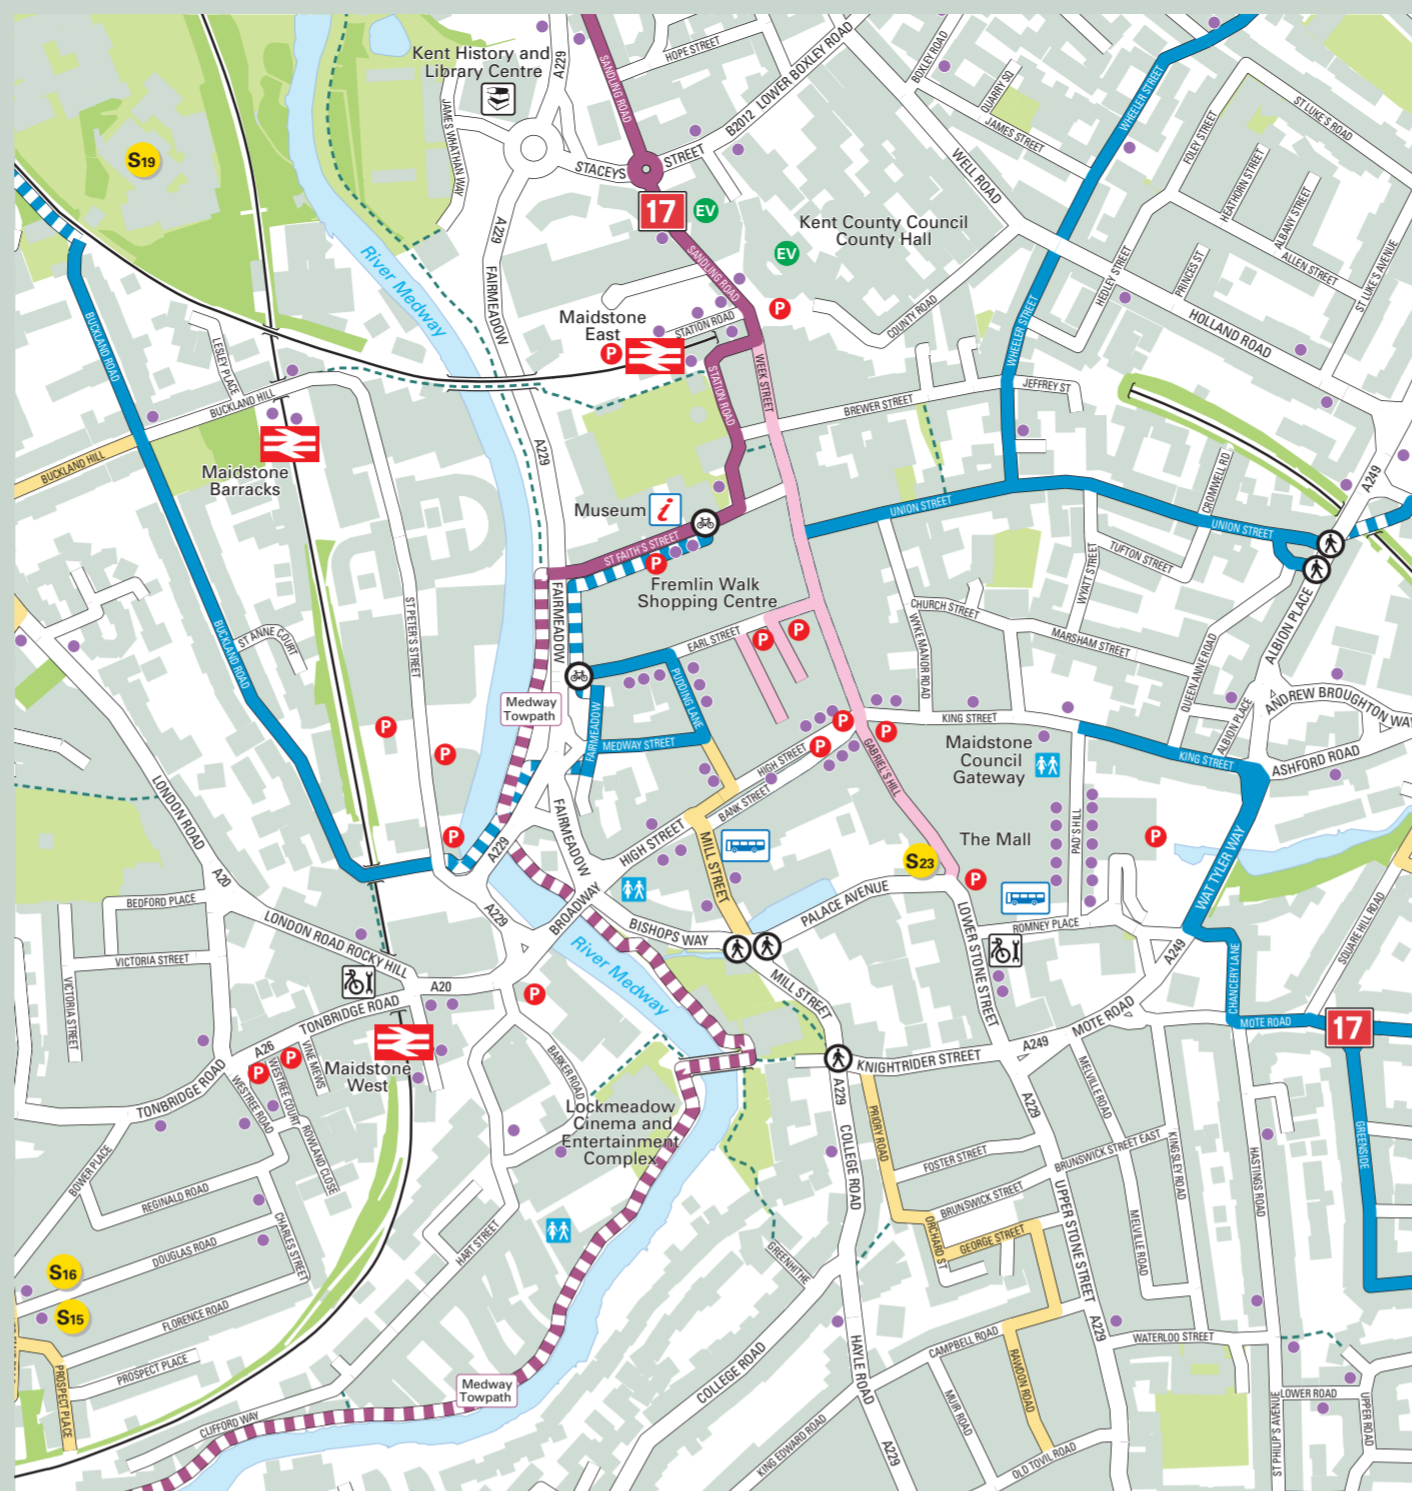 Kent History and
Library Centre
A229
HOPE STREET
SANDLING ROAD
B2012 LOWER BOXLEY ROAD
BOXLEY ROAD
QUARRY SQ
JAMES STREET
WHEELER STREET
FOLEY STREET
ST LUKE'S ROAD
S19
JAMES WHATMAN WAY
STACEYS
STREET
WELL ROAD
HEATHORN STREET
ALBANY STREET
17
EV
Kent County Council
County Hall
EV
River Medway
A229
FAIRMEADOW
SANDLING ROAD
HEDLEY STREET
PRINCES ST
ALLEN STREET
ST LUKE'S AVENUE
BUCKLAND ROAD
LESLEY PLACE
Maidstone
East
P
STATION ROAD
P
COUNTY ROAD
WHEELER STREET
HOLLAND ROAD
BUCKLAND HILL
WEEK STREET
STATION ROAD
BREWER STREET
JEFFREY ST
BUCKLAND HILL
Maidstone
Barracks
A229
A249
CROMWELL RD
Museum
i
UNION STREET
UNION STREET
ST FAITH'S STREET
P
Fremlin Walk
Shopping Centre
TUFTON STREET
WYATT STREET
FAIRMEADOW
ST PETER'S STREET
BUCKLAND ROAD
ST ANNE COURT
EARL STREET
P
P
CHURCH STREET
WYKE MANOR ROAD
MARSHAM STREET
QUEEN ANNE ROAD
ALBION PLACE
Medway
Towpath
PUDDING LANE
FAIRMEADOW
MEDWAY STREET
P
P
HIGH STREET
P
P
P
GABRIEL'S HILL
KING STREET
Maidstone
Council
Gateway
KING STREET
ALBION PLACE
ANDREW BROUGHTON WAY
ASHFORD ROAD
LONDON ROAD
BANK STREET
FAIRMEADOW
HIGH STREET
MILL STREET
The Mall
PAD'S HILL
P
WAT TYLER WAY
P
A229
S23
P
A20
BEDFORD PLACE
LONDON ROAD ROCKY HILL
A229
BROADWAY
BISHOPS WAY
PALACE AVENUE
LOWER STONE STREET
ROMNEY PLACE
A249
CHANCERY LANE
SQUARE HILL ROAD
VICTORIA STREET
VICTORIA STREET
A20
TONBRIDGE ROAD
P
River Medway
MILL STREET
MOTE ROAD
MOTE ROAD
17
A26
P
P
VINE MEWS
Maidstone
West
TONBRIDGE ROAD
WESTREE ROAD
WESTREE COURT
ROWLAND CLOSE
BARKER ROAD
KNIGHTRIDER STREET
A249
A229
A229
MELVILLE ROAD
Lockmeadow
Cinema and
Entertainment
Complex
PRIORY ROAD
COLLEGE ROAD
FOSTER STREET
BRUNSWICK STREET EAST
KINGSLEY ROAD
HASTINGS ROAD
GREENSIDE
BOWER PLACE
REGINALD ROAD
CHARLES STREET
DOUGLAS ROAD
FLORENCE ROAD
HART STREET
GREENHITHE
ORCHARD ST
BRUNSWICK STREET
GEORGE STREET
UPPER STONE STREET
MELVILLE ROAD
S16
S15
PROSPECT PLACE
PROSPECT PLACE
CLIFFORD WAY
Medway
Towpath
COLLEGE ROAD
HAYLE ROAD
CAMPBELL ROAD
A229
WATERLOO STREET
RAWDON ROAD
MUIR ROAD
KING EDWARD ROAD
A229
OLD TOVIL ROAD
ST PHILIP'S AVENUE
LOWER ROAD
UPPER ROAD